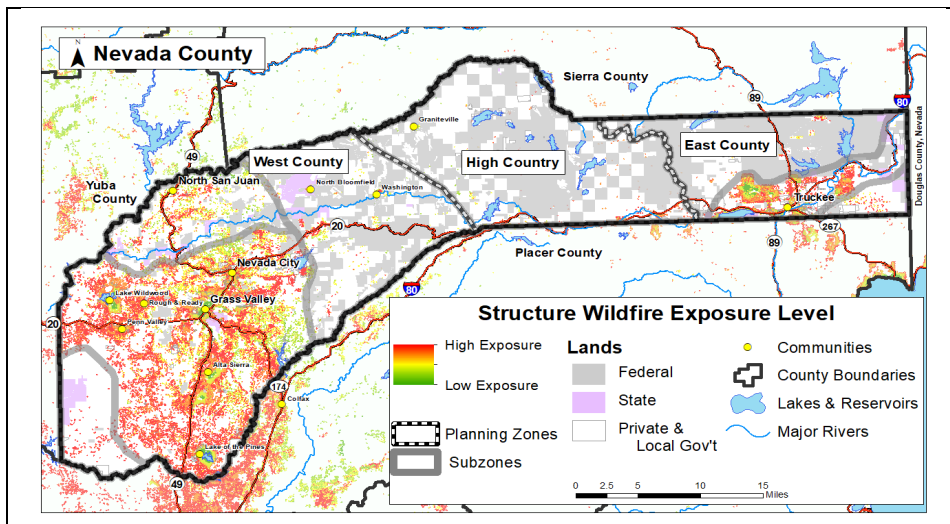 N
Nevada County
Sierra County
89
80
Graniteville
Douglas County, Nevada
49
West County
High Country
East County
Yuba
County
North San Juan
North Bloomfield
Washington
Truckee
20
267
Placer County
89
Nevada City
80
Lake Wildwood
Rough & Ready
Grass Valley
20
Penn Valley
Alta Sierra
174
Colfax
Lake of the Pines
49
Structure Wildfire Exposure Level
High Exposure
Low Exposure
Planning Zones
Subzones
Lands
Federal
State
Private &
Local Gov't
Communities
County Boundaries
Lakes & Reservoirs
Major Rivers
0 2.5 5 10 15
Miles